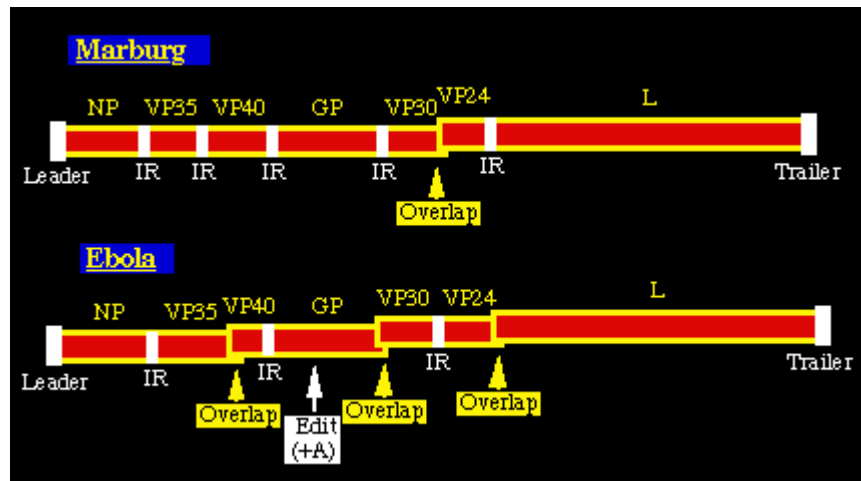 Marburg
NP VP35 VP40 GP VP30 VP24 L
Leader IR IR IR IR IR Trailer
Overlap
Ebola
NP VP35 VP40 GP VP30 VP24 L
Leader IR IR IR Trailer
Overlap Edit Overlap Overlap
(+A)